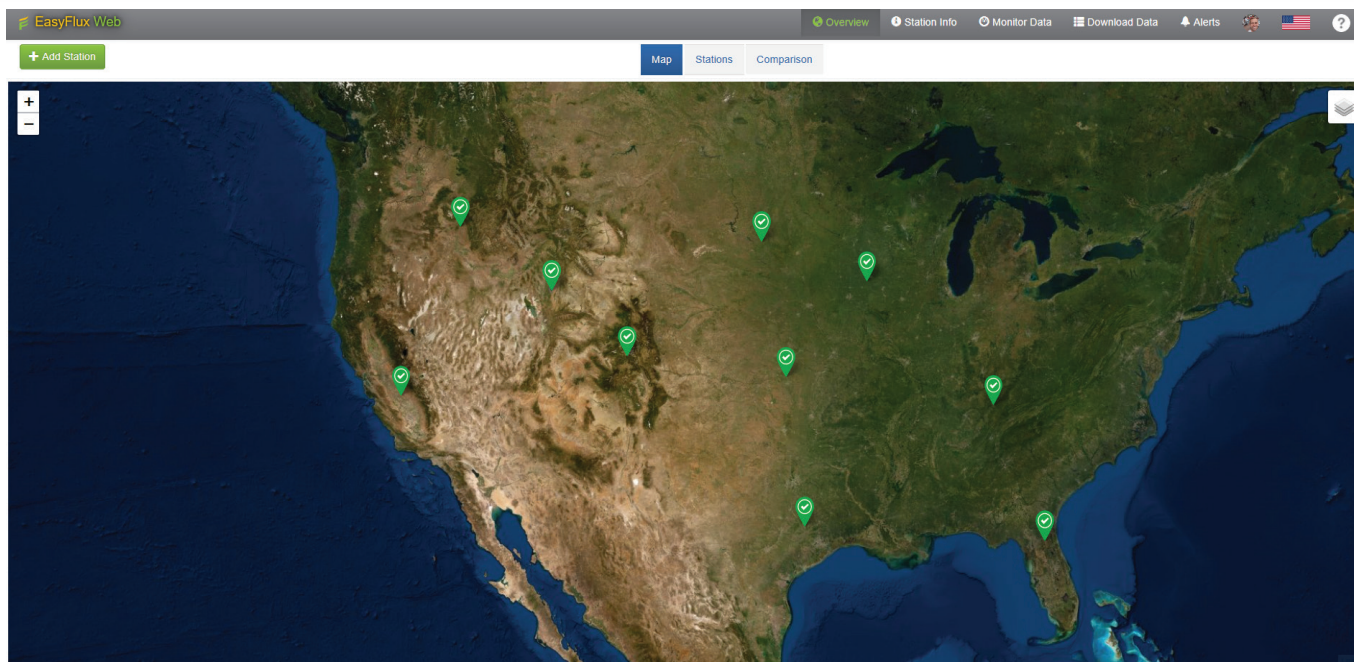 EasyFlux Web
Overview Station Info Monitor Data Download Data Alerts ?
+ Add Station
Map Stations Comparison
+
−